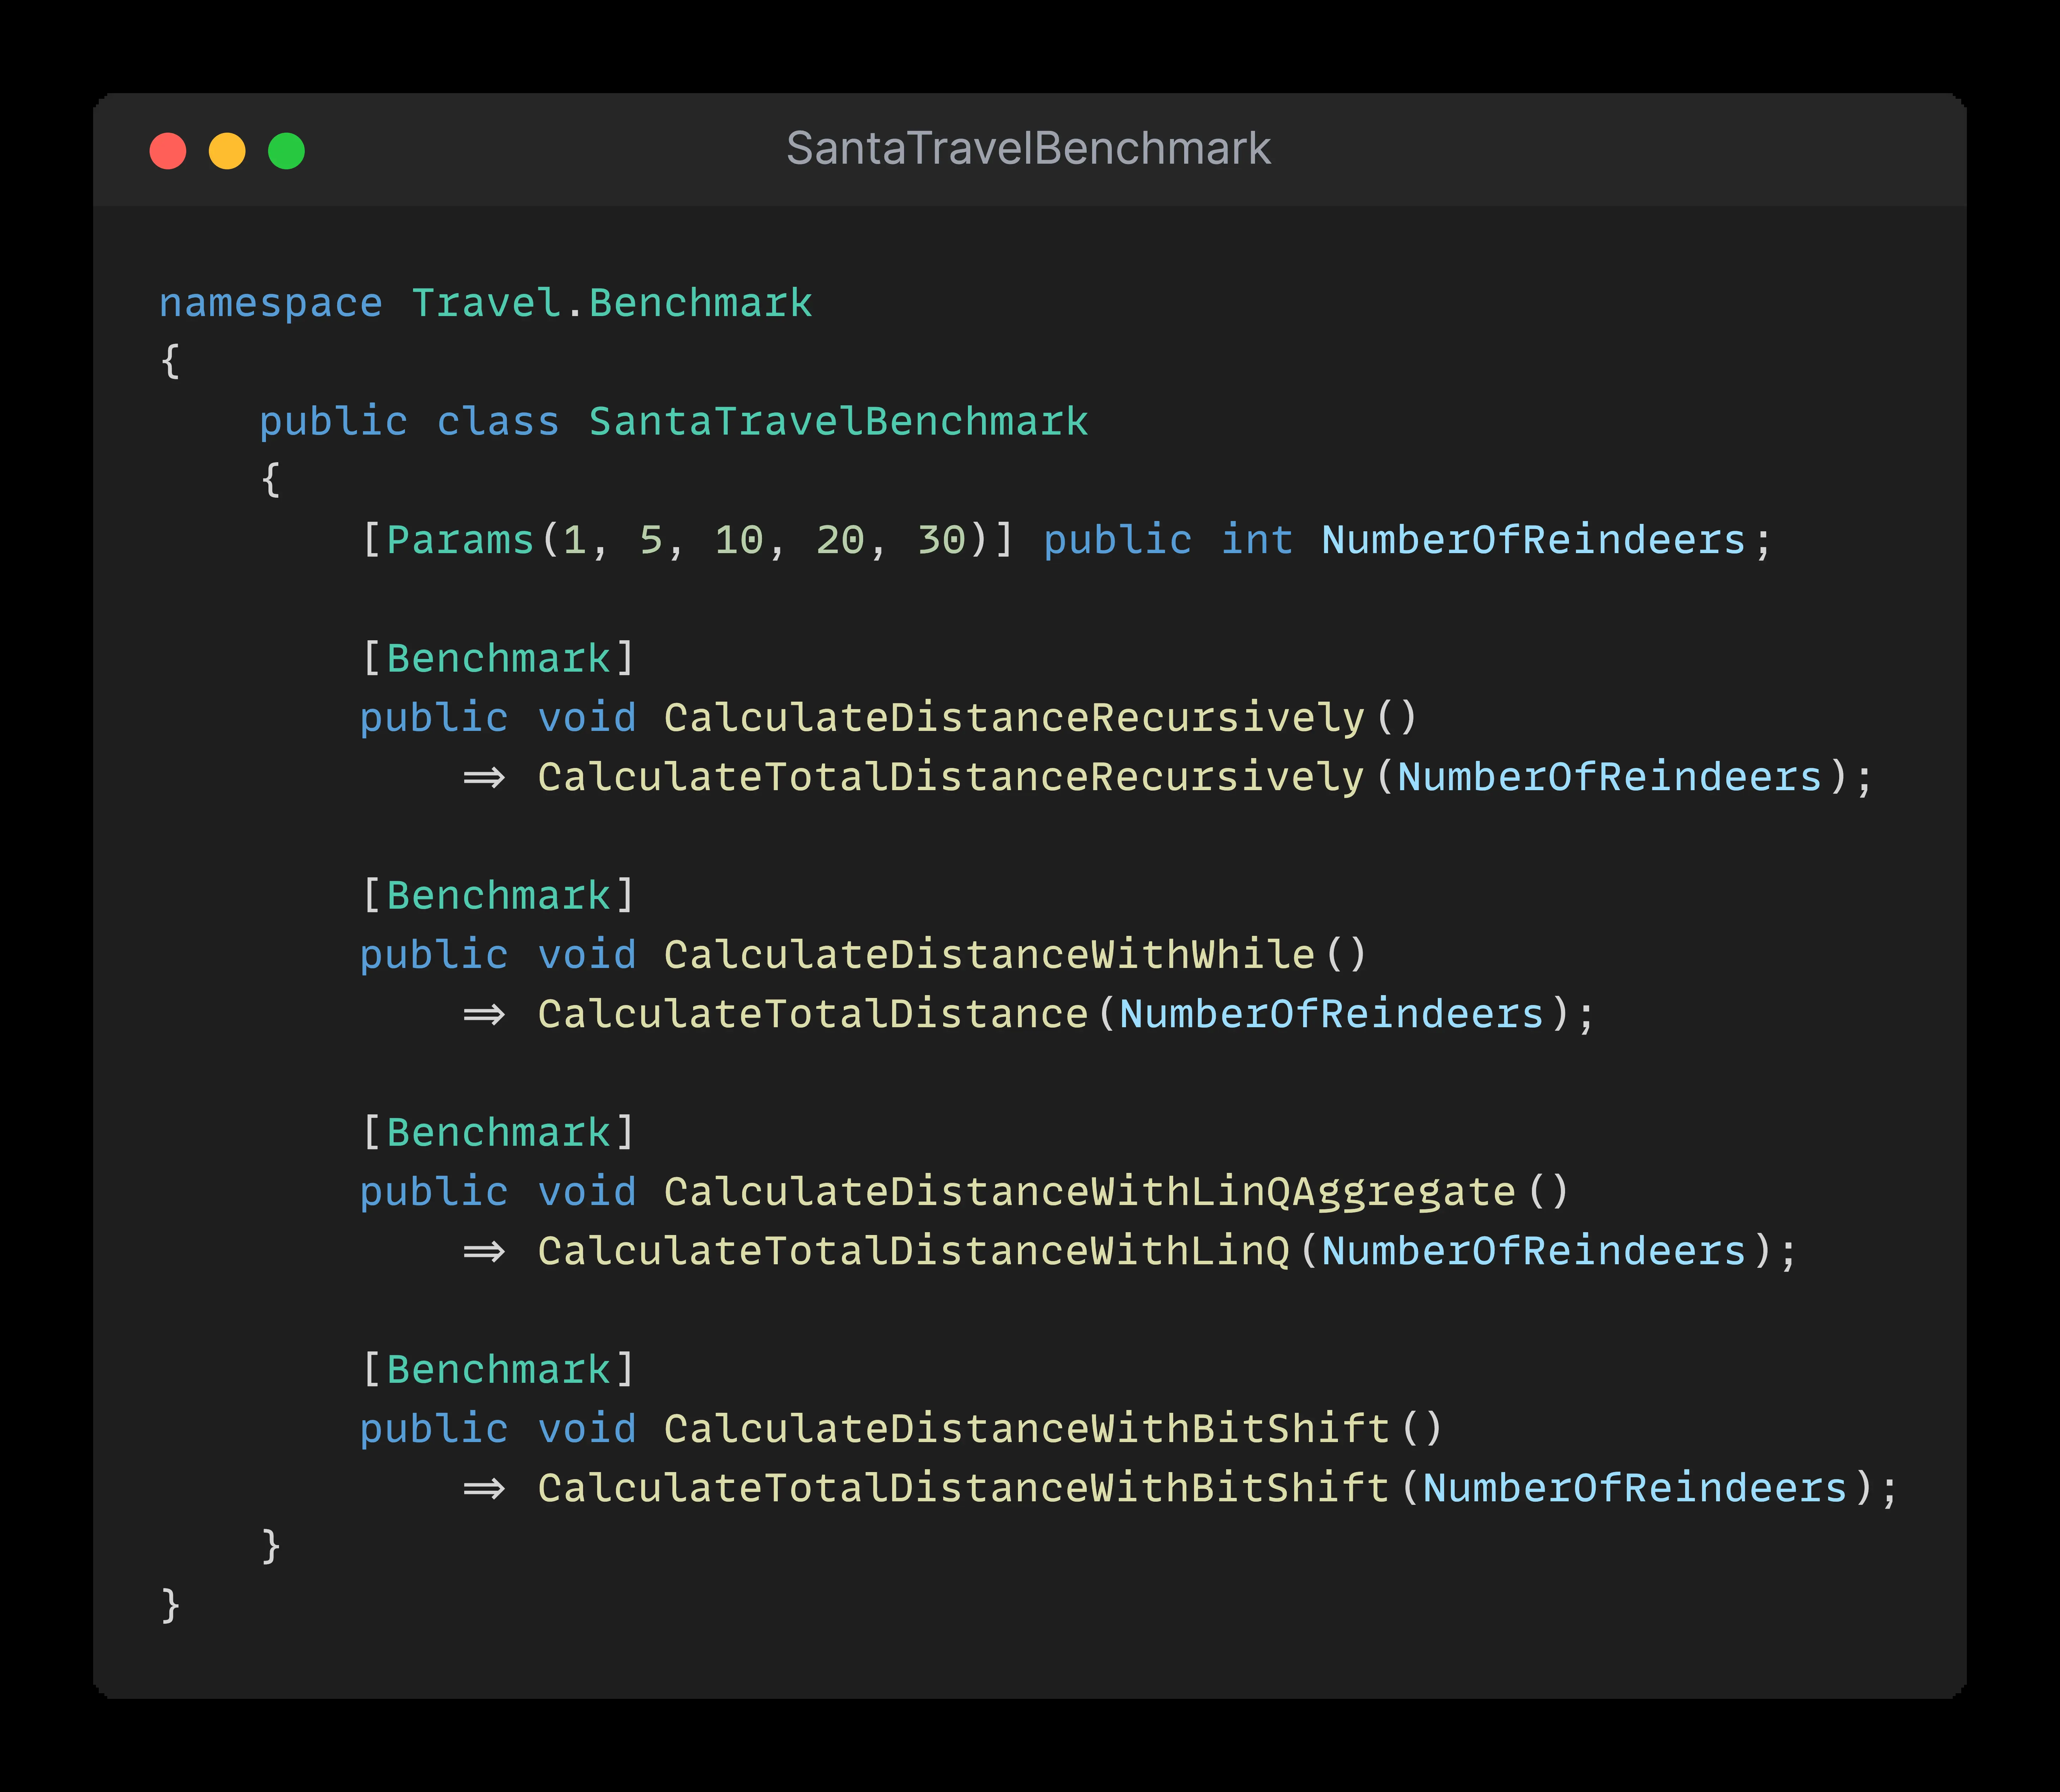 SantaTravelBenchmark
namespace Travel.Benchmark
{
    public class SantaTravelBenchmark
    {
        [Params(1, 5, 10, 20, 30)] public int NumberOfReindeers;

        [Benchmark]
        public void CalculateDistanceRecursively()
            => CalculateTotalDistanceRecursively(NumberOfReindeers);

        [Benchmark]
        public void CalculateDistanceWithWhile()
            => CalculateTotalDistance(NumberOfReindeers);

        [Benchmark]
        public void CalculateDistanceWithLinQAggregate()
            => CalculateTotalDistanceWithLinQ(NumberOfReindeers);

        [Benchmark]
        public void CalculateDistanceWithBitShift()
            => CalculateTotalDistanceWithBitShift(NumberOfReindeers);
    }
}